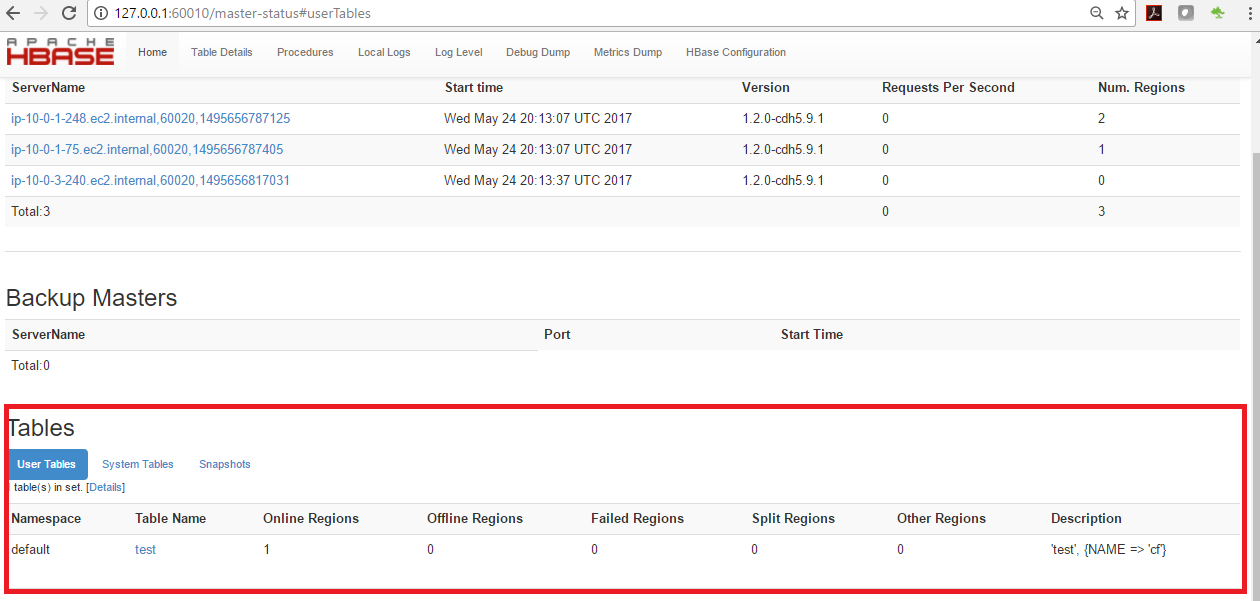 127.0.0.1:60010/master-status#userTables
APACHE
HBASE
Home Table Details Procedures Local Logs Log Level Debug Dump Metrics Dump HBase Configuration
ServerName Start time Version Requests Per Second Num. Regions
ip-10-0-1-248.ec2.internal,60020,1495656787125 Wed May 24 20:13:07 UTC 2017 1.2.0-cdh5.9.1 0 2
ip-10-0-1-75.ec2.internal,60020,1495656787405 Wed May 24 20:13:07 UTC 2017 1.2.0-cdh5.9.1 0 1
ip-10-0-3-240.ec2.internal,60020,1495656817031 Wed May 24 20:13:37 UTC 2017 1.2.0-cdh5.9.1 0 0
Total:3 0 3
Backup Masters
ServerName Port Start Time
Total:0
Tables
User Tables System Tables Snapshots
table(s) in set. [Details]
Namespace Table Name Online Regions Offline Regions Failed Regions Split Regions Other Regions Description
default test 1 0 0 0 0 'test', {NAME => 'cf'}